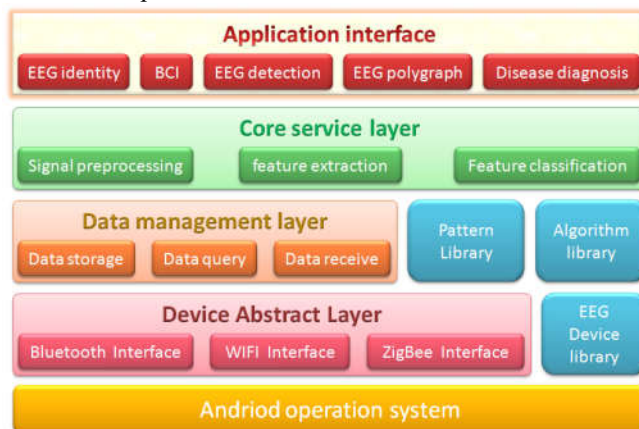 Application interface
EEG identity BCI EEG detection EEG polygraph Disease diagnosis
Core service layer
Signal preprocessing feature extraction Feature classification
Data management layer
Data storage Data query Data receive
Pattern
Library
Algorithm
library
Device Abstract Layer
Bluetooth Interface WIFI Interface ZigBee Interface
EEG
Device
library
Andriod operation system